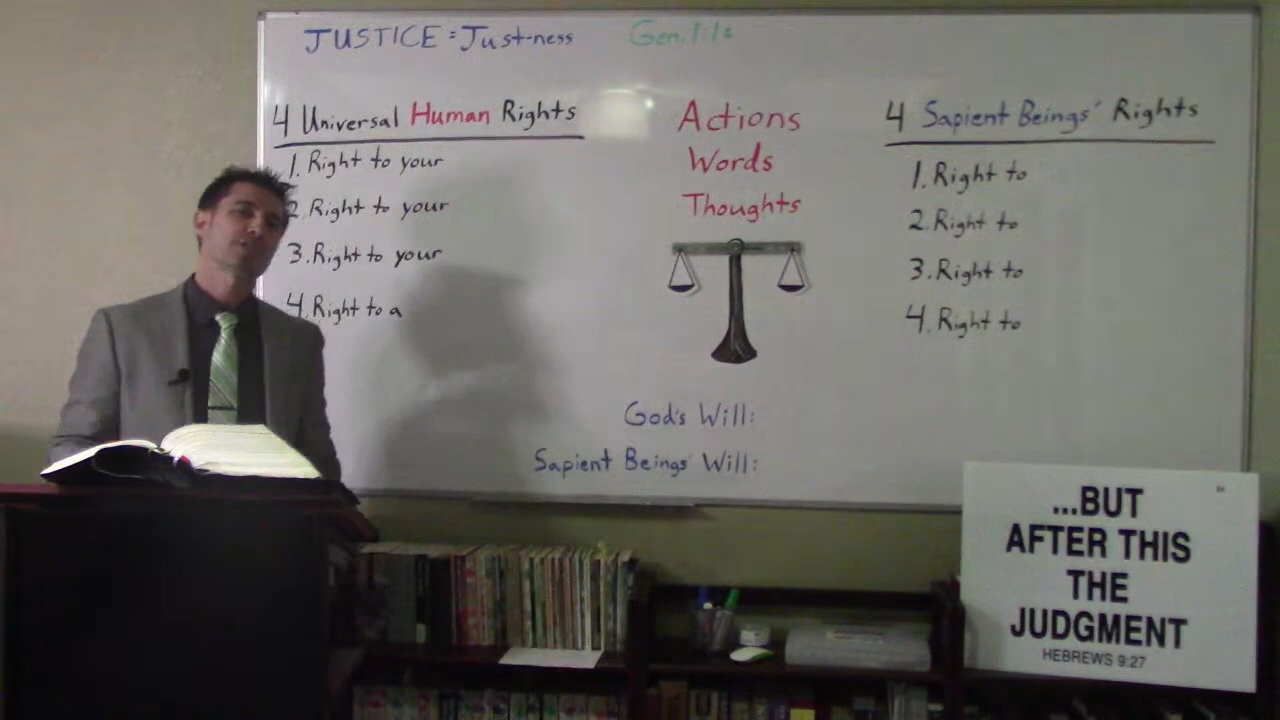 JUSTICE = Just-ness
Gen. 1:1:
4 Universal Human Rights
1. Right to your
2. Right to your
3. Right to your
4. Right to a
Actions
Words
Thoughts
4 Sapient Beings' Rights
1. Right to
2. Right to
3. Right to
4. Right to
God's Will:
Sapient Beings' Will:
...BUT
AFTER THIS
THE
JUDGMENT
HEBREWS 9:27